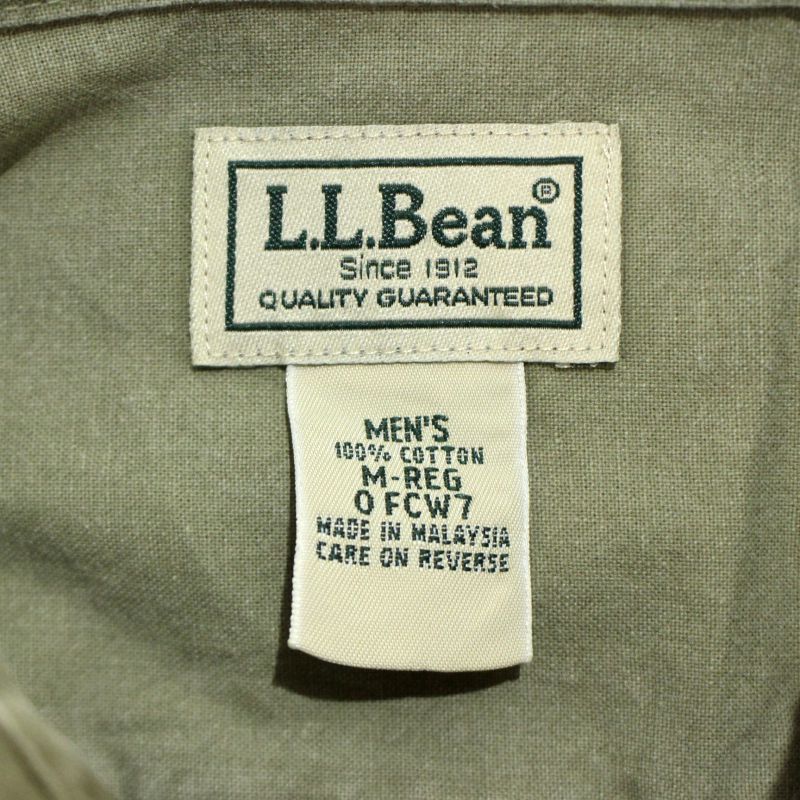 L.L.Bean®
Since 1912
QUALITY GUARANTEED
MEN'S
100% COTTON
M-REG
0 FCW7
MADE IN MALAYSIA
CARE ON REVERSE